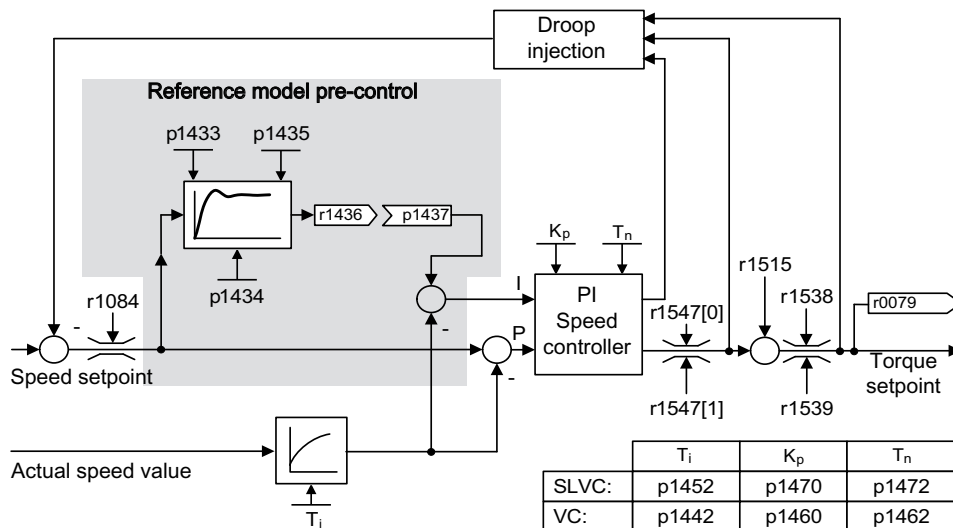 Droop
injection
Reference model pre-control
p1433
p1435
r1436
p1437
p1434
r1084
-
Speed setpoint
-
I
P
-
Kp
Tn
PI
Speed
controller
r1547[0]
r1547[1]
r1515
r1538
r1539
r0079
Torque
setpoint
Actual speed value
Ti
Ti Kp Tn
SLVC: p1452 p1470 p1472
VC: p1442 p1460 p1462